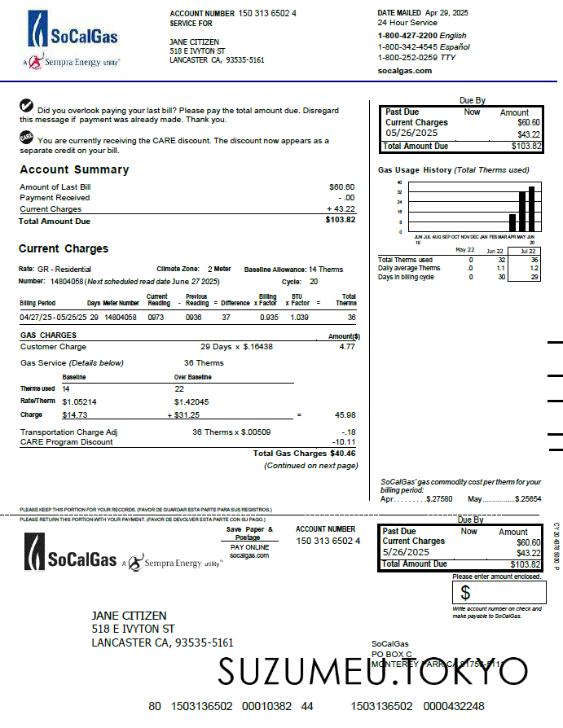 SoCalGas
A Sempra Energy utility
ACCOUNT NUMBER 150 313 6502 4
SERVICE FOR
JANE CITIZEN
518 E IVYTON ST
LANCASTER CA, 93535-5161
DATE MAILED Apr 29, 2025
24 Hour Service
1-800-427-2200 English
1-800-342-4545 Español
1-800-252-0259 TTY
socalgas.com
Did you overlook paying your last bill? Please pay the total amount due. Disregard
this message if payment was already made. Thank you.
CARE You are currently receiving the CARE discount. The discount now appears as a
separate credit on your bill.
Due By
Past Due Now Amount
Current Charges $60.60
05/26/2025 $43.22
Total Amount Due $103.82
Account Summary
Amount of Last Bill $60.60
Payment Received - .00
Current Charges + 43.22
Total Amount Due $103.82
Gas Usage History (Total Therms used)
40
32
24
16
8
0
JUN JUL AUG SEP OCT NOV DEC JAN FEB MAR APR MAY JUN
May 22 Jun 22 Jul 22
Total Therms used 0 32 36
Daily average Therms .0 1.1 1.2
Days in billing cycle 0 30 29
Current Charges
Rate: GR - Residential Climate Zone: 2 Meter Baseline Allowance: 14 Therms
Number: 14804058 (Next scheduled read date June 27 2025) Cycle: 20
Billing Period Days Meter Number Current Reading - Previous Reading = Difference x Billing Factor x BTU Factor = Total Therms
04/27/25 -05/25/25 29 14804058 0973 0936 37 0.935 1.039 36
GAS CHARGES Amount($)
Customer Charge 29 Days x $.16438 4.77
Gas Service (Details below) 36 Therms
Baseline Over Baseline
Therms used 14 22
Rate/Therm $1.05214 $1.42045
Charge $14.73 + $31.25 = 45.98
Transportation Charge Adj 36 Therms x $.00509 -.18
CARE Program Discount -10.11
Total Gas Charges $40.46
(Continued on next page)
SoCalGas' gas commodity cost per therm for your
billing period:
Apr.........$.27580 May..............$.25654
PLEASE KEEP THIS PORTION FOR YOUR RECORDS. (FAVOR DE GUARDAR ESTA PARTE PARA SUS REGISTROS.)
PLEASE RETURN THIS PORTION WITH YOUR PAYMENT. (FAVOR DE DEVOLVER ESTA PARTE CON SU PAGO.)
SoCalGas
A Sempra Energy utility
Save Paper &
Postage
PAY ONLINE
socalgas.com
ACCOUNT NUMBER
150 313 6502 4
Due By
Past Due Now Amount
Current Charges $60.60
5/26/2025 $43.22
Total Amount Due $103.82
Please enter amount enclosed.
$
Write account number on check and
make payable to SoCalGas.
JANE CITIZEN
518 E IVYTON ST
LANCASTER CA, 93535-5161
SoCalGas
PO BOX C
MONTEREY PARK CA
SUZUMEU.TOKYO
80 1503136502 00010382 44 1503136502 0000432248